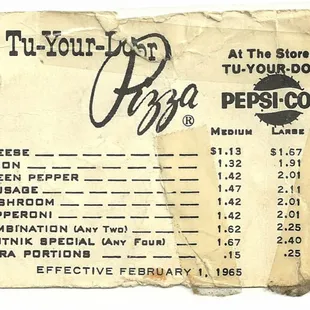 Tu-Your-Door
Pizza ®
At The Store
TU-YOUR-DO
PEPSI-CO
MEDIUM LARGE
EESE $1.13 $1.67
ION 1.32 1.91
EEN PEPPER 1.42 2.01
USAGE 1.47 2.11
SHROOM 1.42 2.01
PPERONI 1.42 2.01
MBINATION (ANY TWO) 1.62 2.25
UTNIK SPECIAL (ANY FOUR) 1.67 2.40
RA PORTIONS .15 .25
EFFECTIVE FEBRUARY 1, 1965